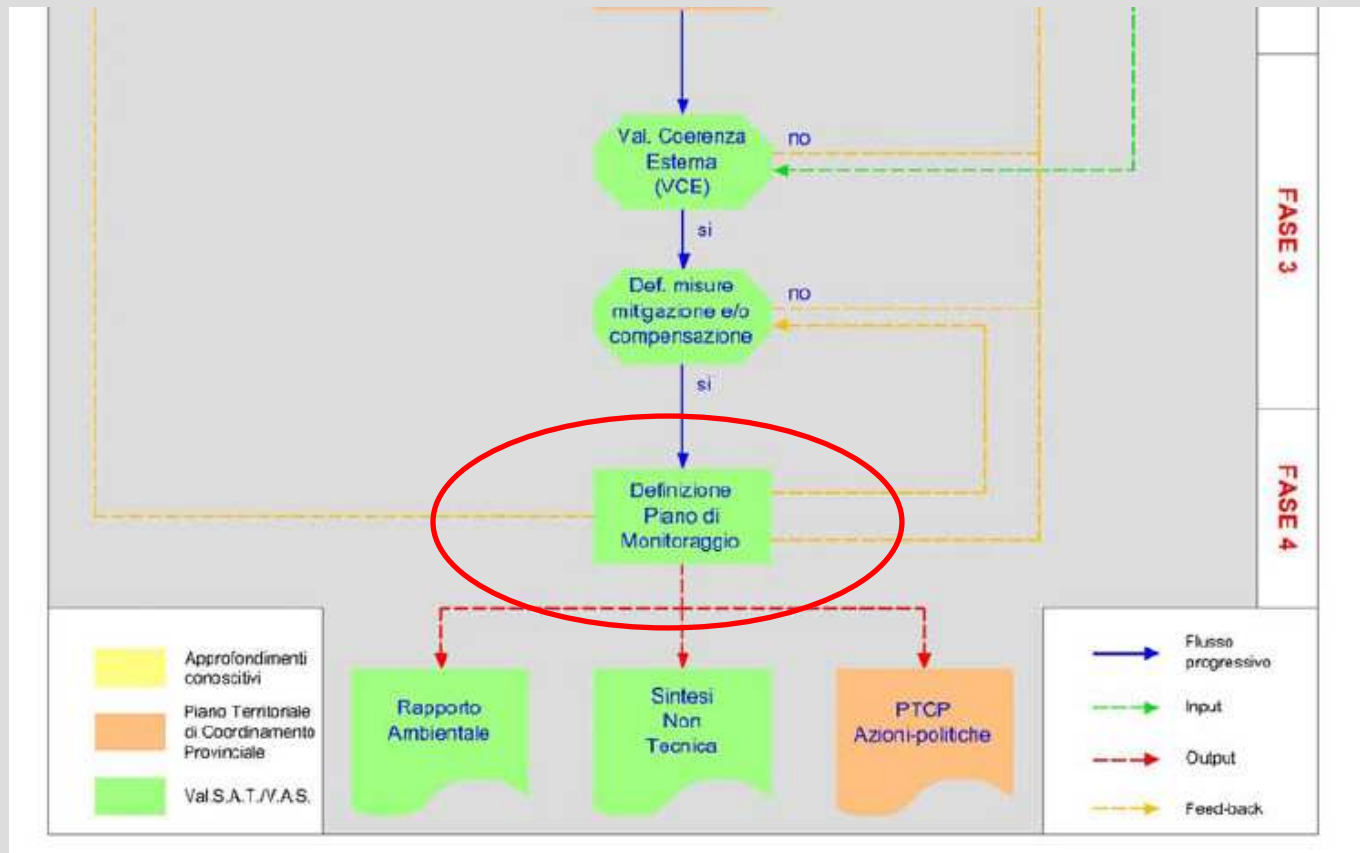 Val. Coerenza
Esterna
(VCE)
no
si
FASE 3
Def. misure
mitigazione e/o
compensazione
no
si
Definizione
Piano di
Monitoraggio
FASE 4
Rapporto
Ambientale
Sintesi
Non
Tecnica
PTCP
Azioni-politiche
Approfondimenti
conoscitivi
Piano Territoriale
di Coordinamento
Provinciale
Val.S.A.T./V.A.S.
Flusso
progressivo
Input
Output
Feed-back